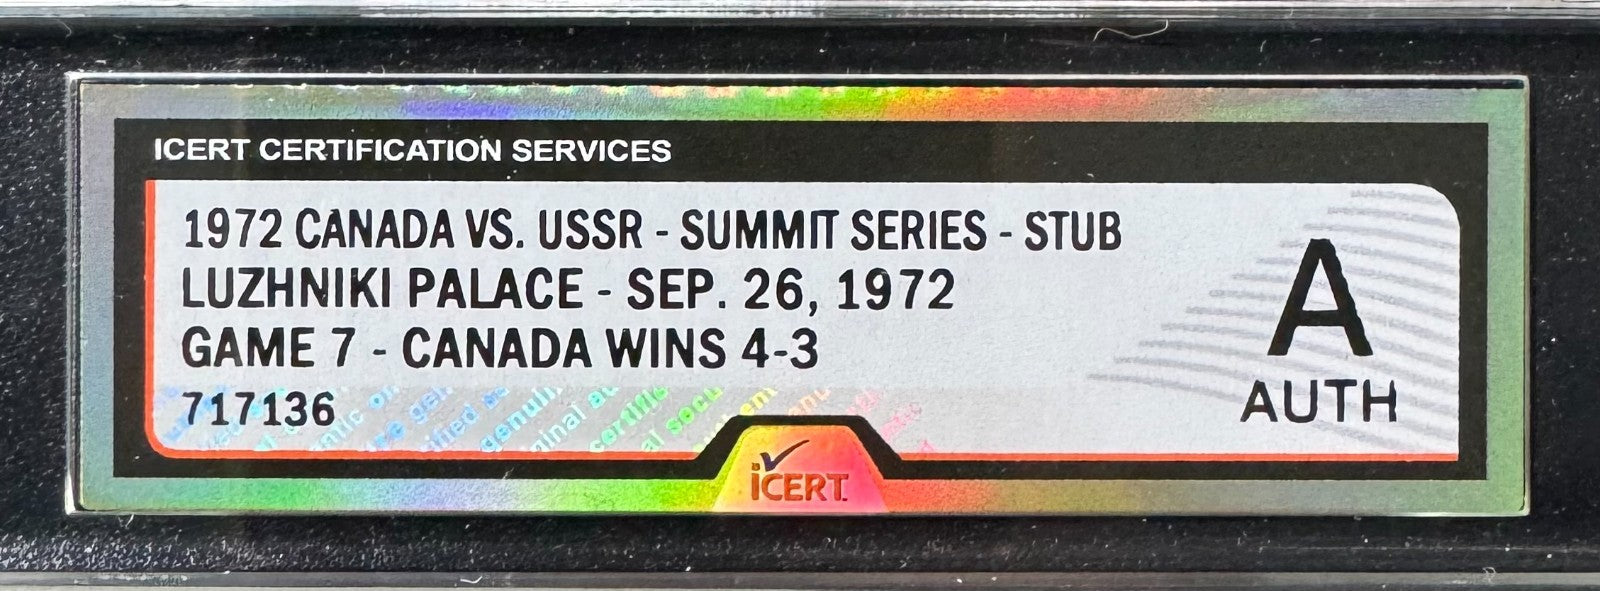 ICERT CERTIFICATION SERVICES
1972 CANADA VS. USSR - SUMMIT SERIES - STUB
LUZHNIKI PALACE - SEP. 26, 1972
GAME 7 - CANADA WINS 4-3
717136
A
AUTH
iCERT